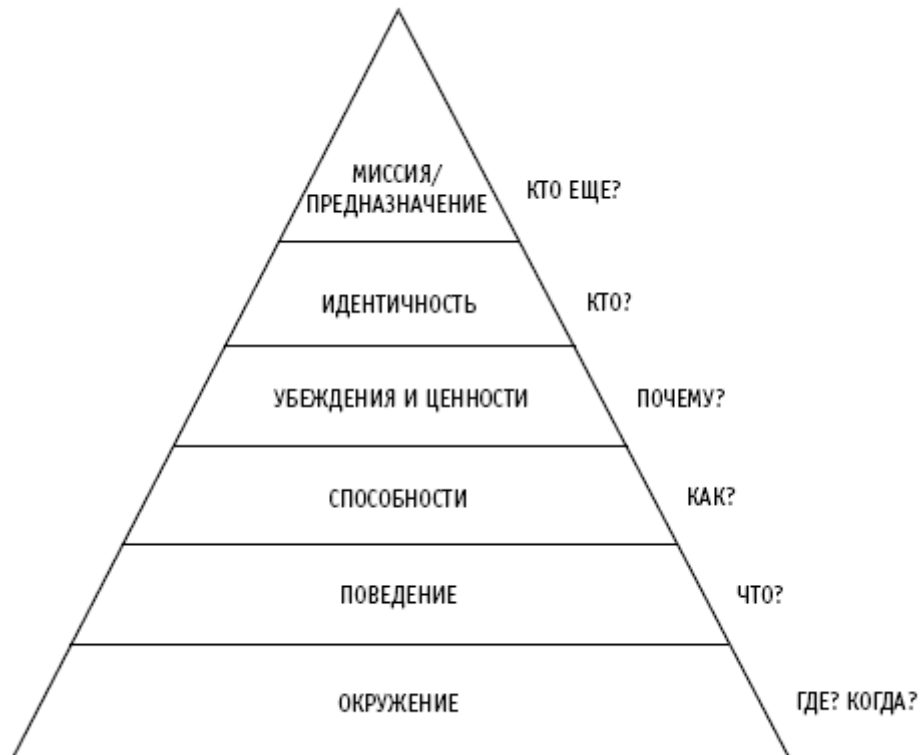 МИССИЯ/
ПРЕДНАЗНАЧЕНИЕ
КТО ЕЩЕ?
ИДЕНТИЧНОСТЬ
КТО?
УБЕЖДЕНИЯ И ЦЕННОСТИ
ПОЧЕМУ?
СПОСОБНОСТИ
КАК?
ПОВЕДЕНИЕ
ЧТО?
ОКРУЖЕНИЕ
ГДЕ? КОГДА?